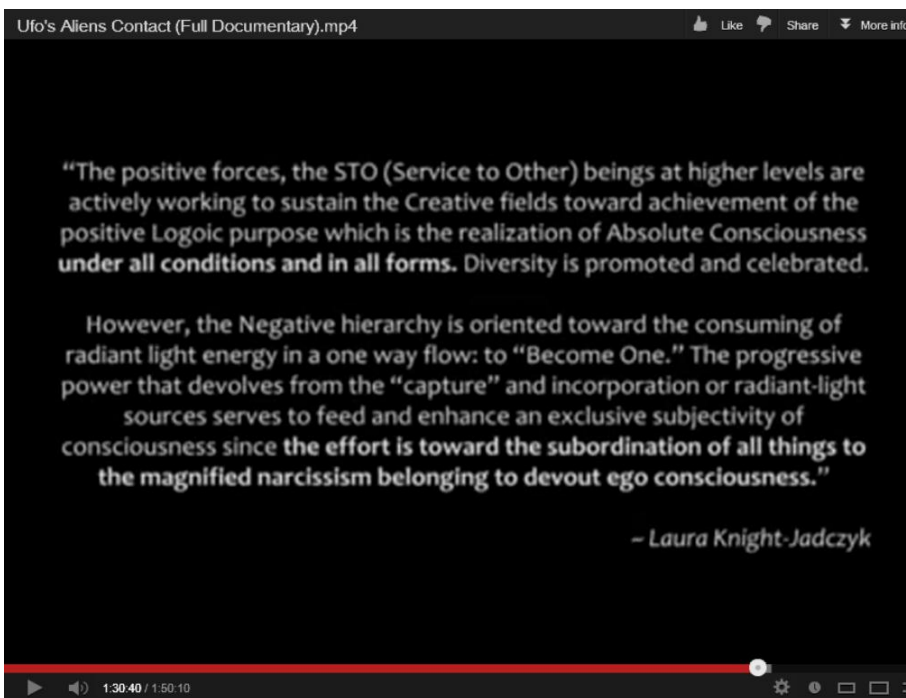 Ufo's Aliens Contact (Full Documentary).mp4 Like Share More info
“The positive forces, the STO (Service to Other) beings at higher levels are
actively working to sustain the Creative fields toward achievement of the
positive Logoic purpose which is the realization of Absolute Consciousness
under all conditions and in all forms. Diversity is promoted and celebrated.
However, the Negative hierarchy is oriented toward the consuming of
radiant light energy in a one way flow: to “Become One.” The progressive
power that devolves from the “capture” and incorporation or radiant-light
sources serves to feed and enhance an exclusive subjectivity of
consciousness since the effort is toward the subordination of all things to
the magnified narcissism belonging to devout ego consciousness.”
~ Laura Knight-Jadczyk
1:30:40 / 1:50:10